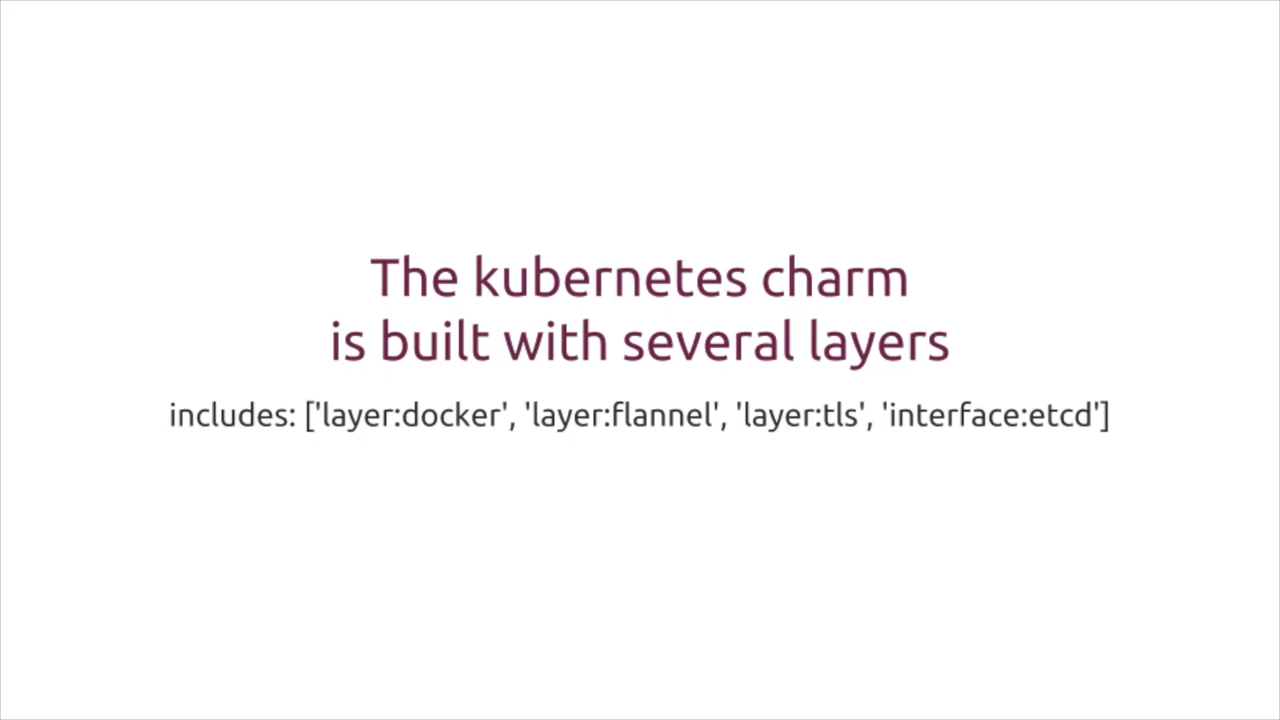 The kubernetes charm
is built with several layers
includes: ['layer:docker', 'layer:flannel', 'layer:tls', 'interface:etcd']